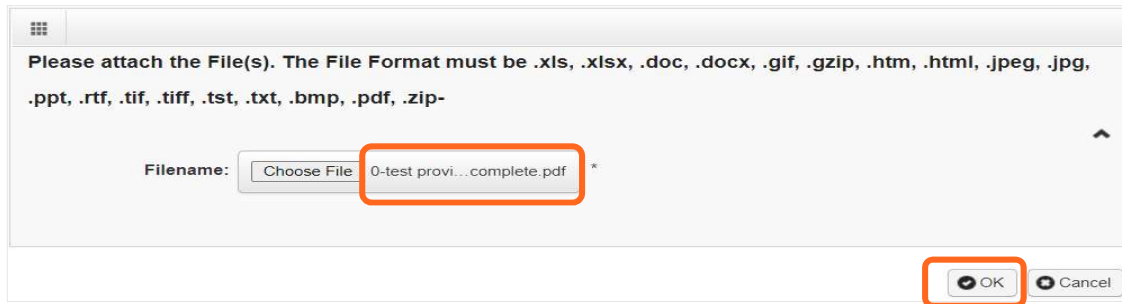 Please attach the File(s). The File Format must be .xls, .xlsx, .doc, .docx, .gif, .gzip, .htm, .html, .jpeg, .jpg,
.ppt, .rtf, .tif, .tiff, .tst, .txt, .bmp, .pdf, .zip-
Filename: Choose File 0-test provi...complete.pdf *
OK Cancel